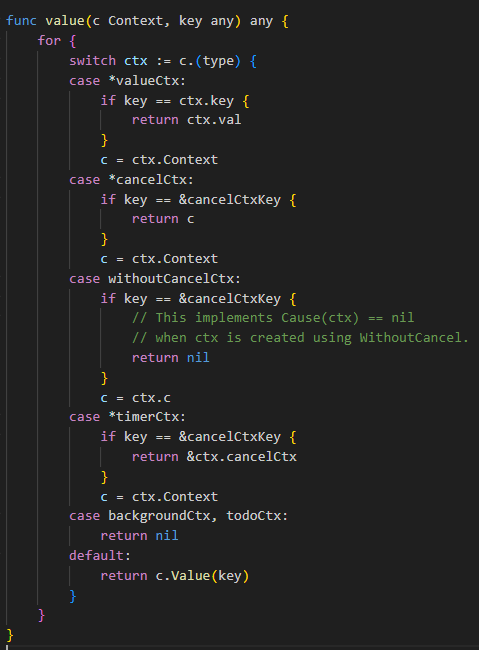 func value(c Context, key any) any {
    for {
        switch ctx := c.(type) {
        case *valueCtx:
            if key == ctx.key {
                return ctx.val
            }
            c = ctx.Context
        case *cancelCtx:
            if key == &cancelCtxKey {
                return c
            }
            c = ctx.Context
        case withoutCancelCtx:
            if key == &cancelCtxKey {
                // This implements Cause(ctx) == nil
                // when ctx is created using WithoutCancel.
                return nil
            }
            c = ctx.c
        case *timerCtx:
            if key == &cancelCtxKey {
                return &ctx.cancelCtx
            }
            c = ctx.Context
        case backgroundCtx, todoCtx:
            return nil
        default:
            return c.Value(key)
        }
    }
}